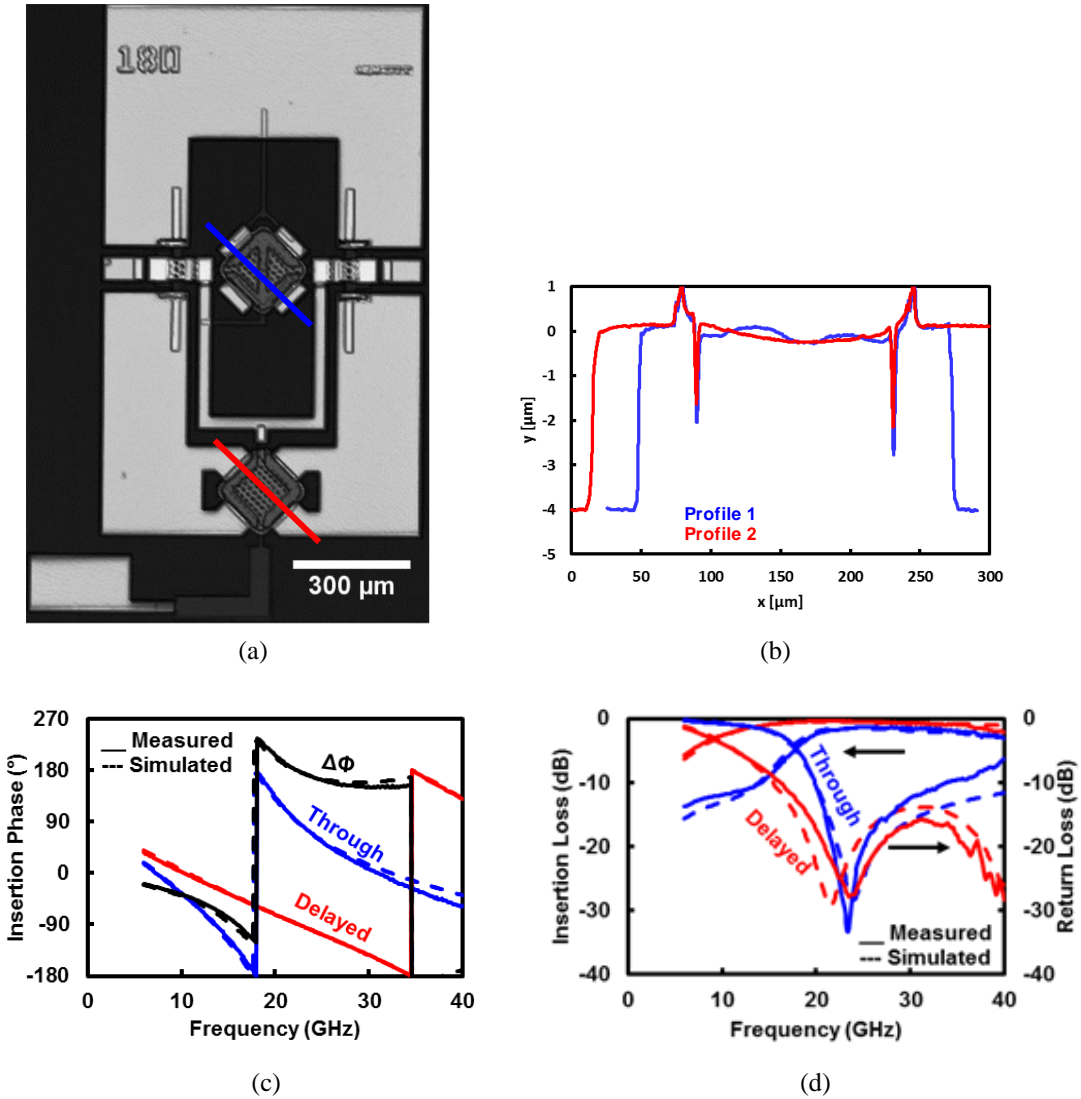 180
300 µm
(a)
1
0
-1
-2
-3
-4
-5
y [µm]
Profile 1
Profile 2
0
50
100
150
200
250
300
x [µm]
(b)
270
180
90
0
-90
-180
Insertion Phase (°)
Measured
Simulated
ΔΦ
Through
Delayed
0
10
20
30
40
Frequency (GHz)
(c)
0
-10
-20
-30
-40
Insertion Loss (dB)
Through
Delayed
Measured
Simulated
0
-10
-20
-30
-40
Return Loss (dB)
0
10
20
30
40
Frequency (GHz)
(d)